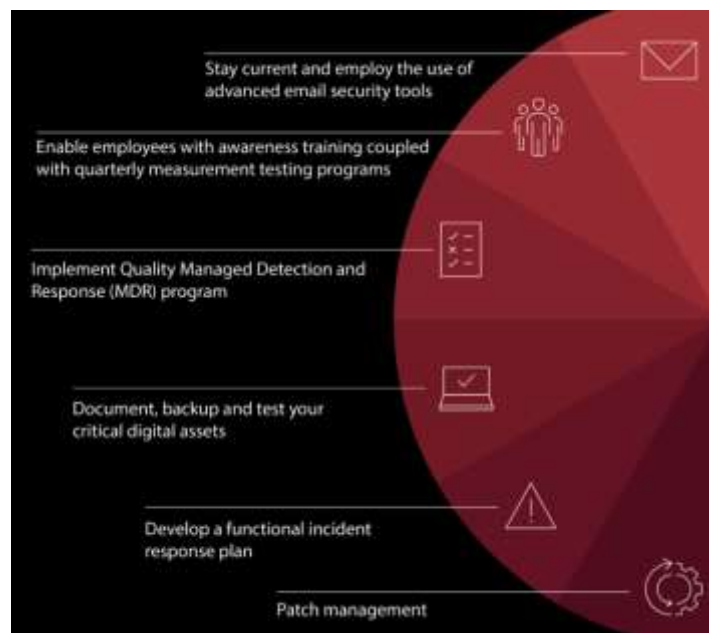 Stay current and employ the use of
advanced email security tools
Enable employees with awareness training coupled
with quarterly measurement testing programs
Implement Quality Managed Detection and
Response (MDR) program
Document, backup and test your
critical digital assets
Develop a functional incident
response plan
Patch management